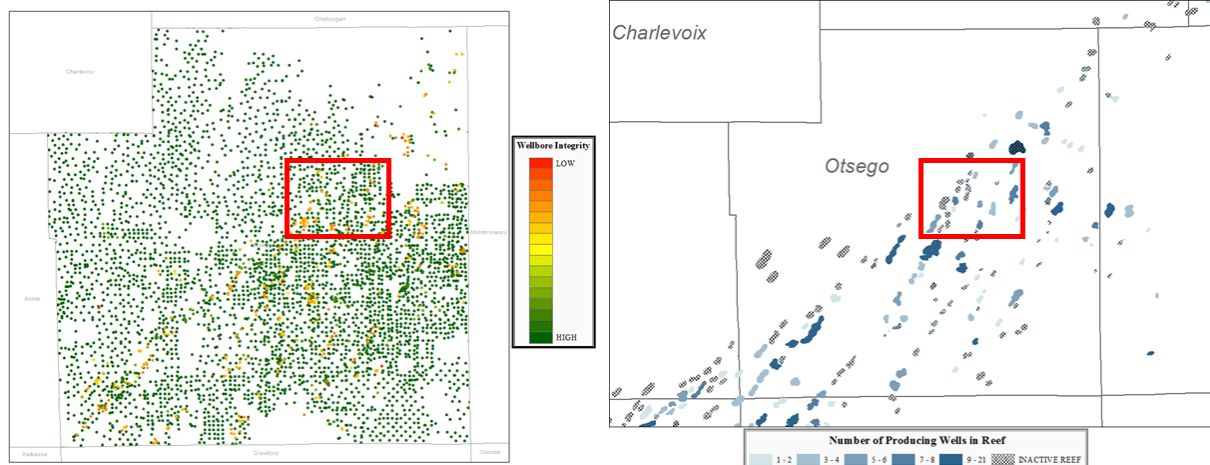 Cheboygan
Charlevoix
Antrim
Montmorency
Kalkaska
Crawford
Oscoda
Wellbore Integrity
LOW
HIGH
Charlevoix
Otsego
Number of Producing Wells in Reef
1 - 2
3 - 4
5 - 6
7 - 8
9 - 21
INACTIVE REEF